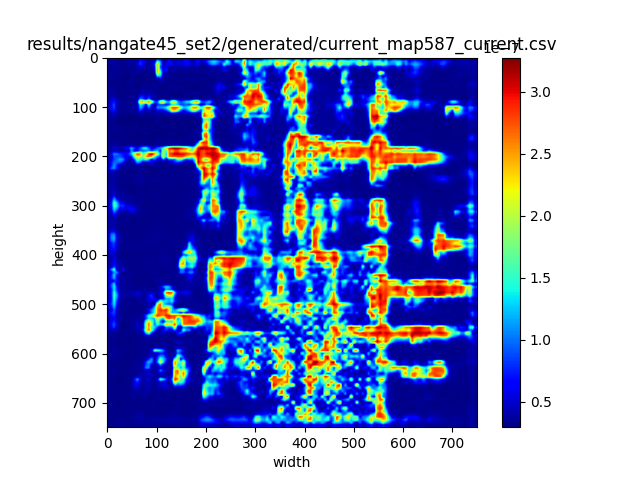 results/nangate45_set2/generated/current_map587_current.csv
1e−7
0
100
200
300
400
500
600
700
height
0 100 200 300 400 500 600 700
width
3.0
2.5
2.0
1.5
1.0
0.5